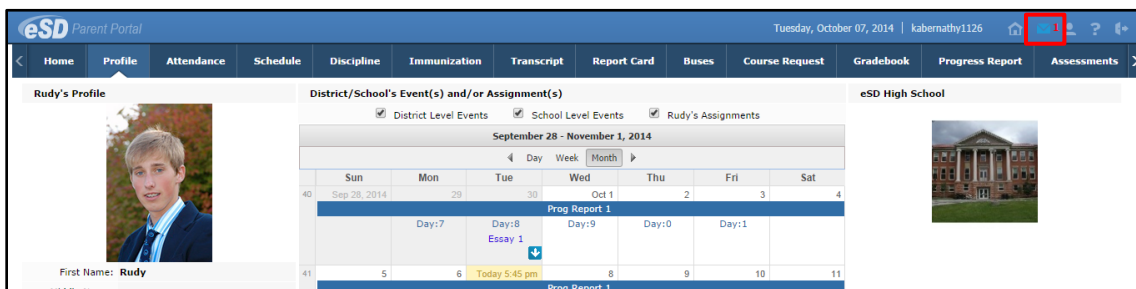 eSD Parent Portal
Tuesday, October 07, 2014 | kabernathy1126
1
?
Home Profile Attendance Schedule Discipline Immunization Transcript Report Card Buses Course Request Gradebook Progress Report Assessments
Rudy's Profile
District/School's Event(s) and/or Assignment(s)
eSD High School
District Level Events School Level Events Rudy's Assignments
September 28 - November 1, 2014
Day Week Month
Sun Mon Tue Wed Thu Fri Sat
40 Sep 28, 2014 29 30 Oct 1 2 3 4
Prog Report 1
Day:7 Day:8 Day:9 Day:0 Day:1
Essay 1
First Name: Rudy
41 5 6 Today 5:45 pm 8 9 10 11
Prog Report 1